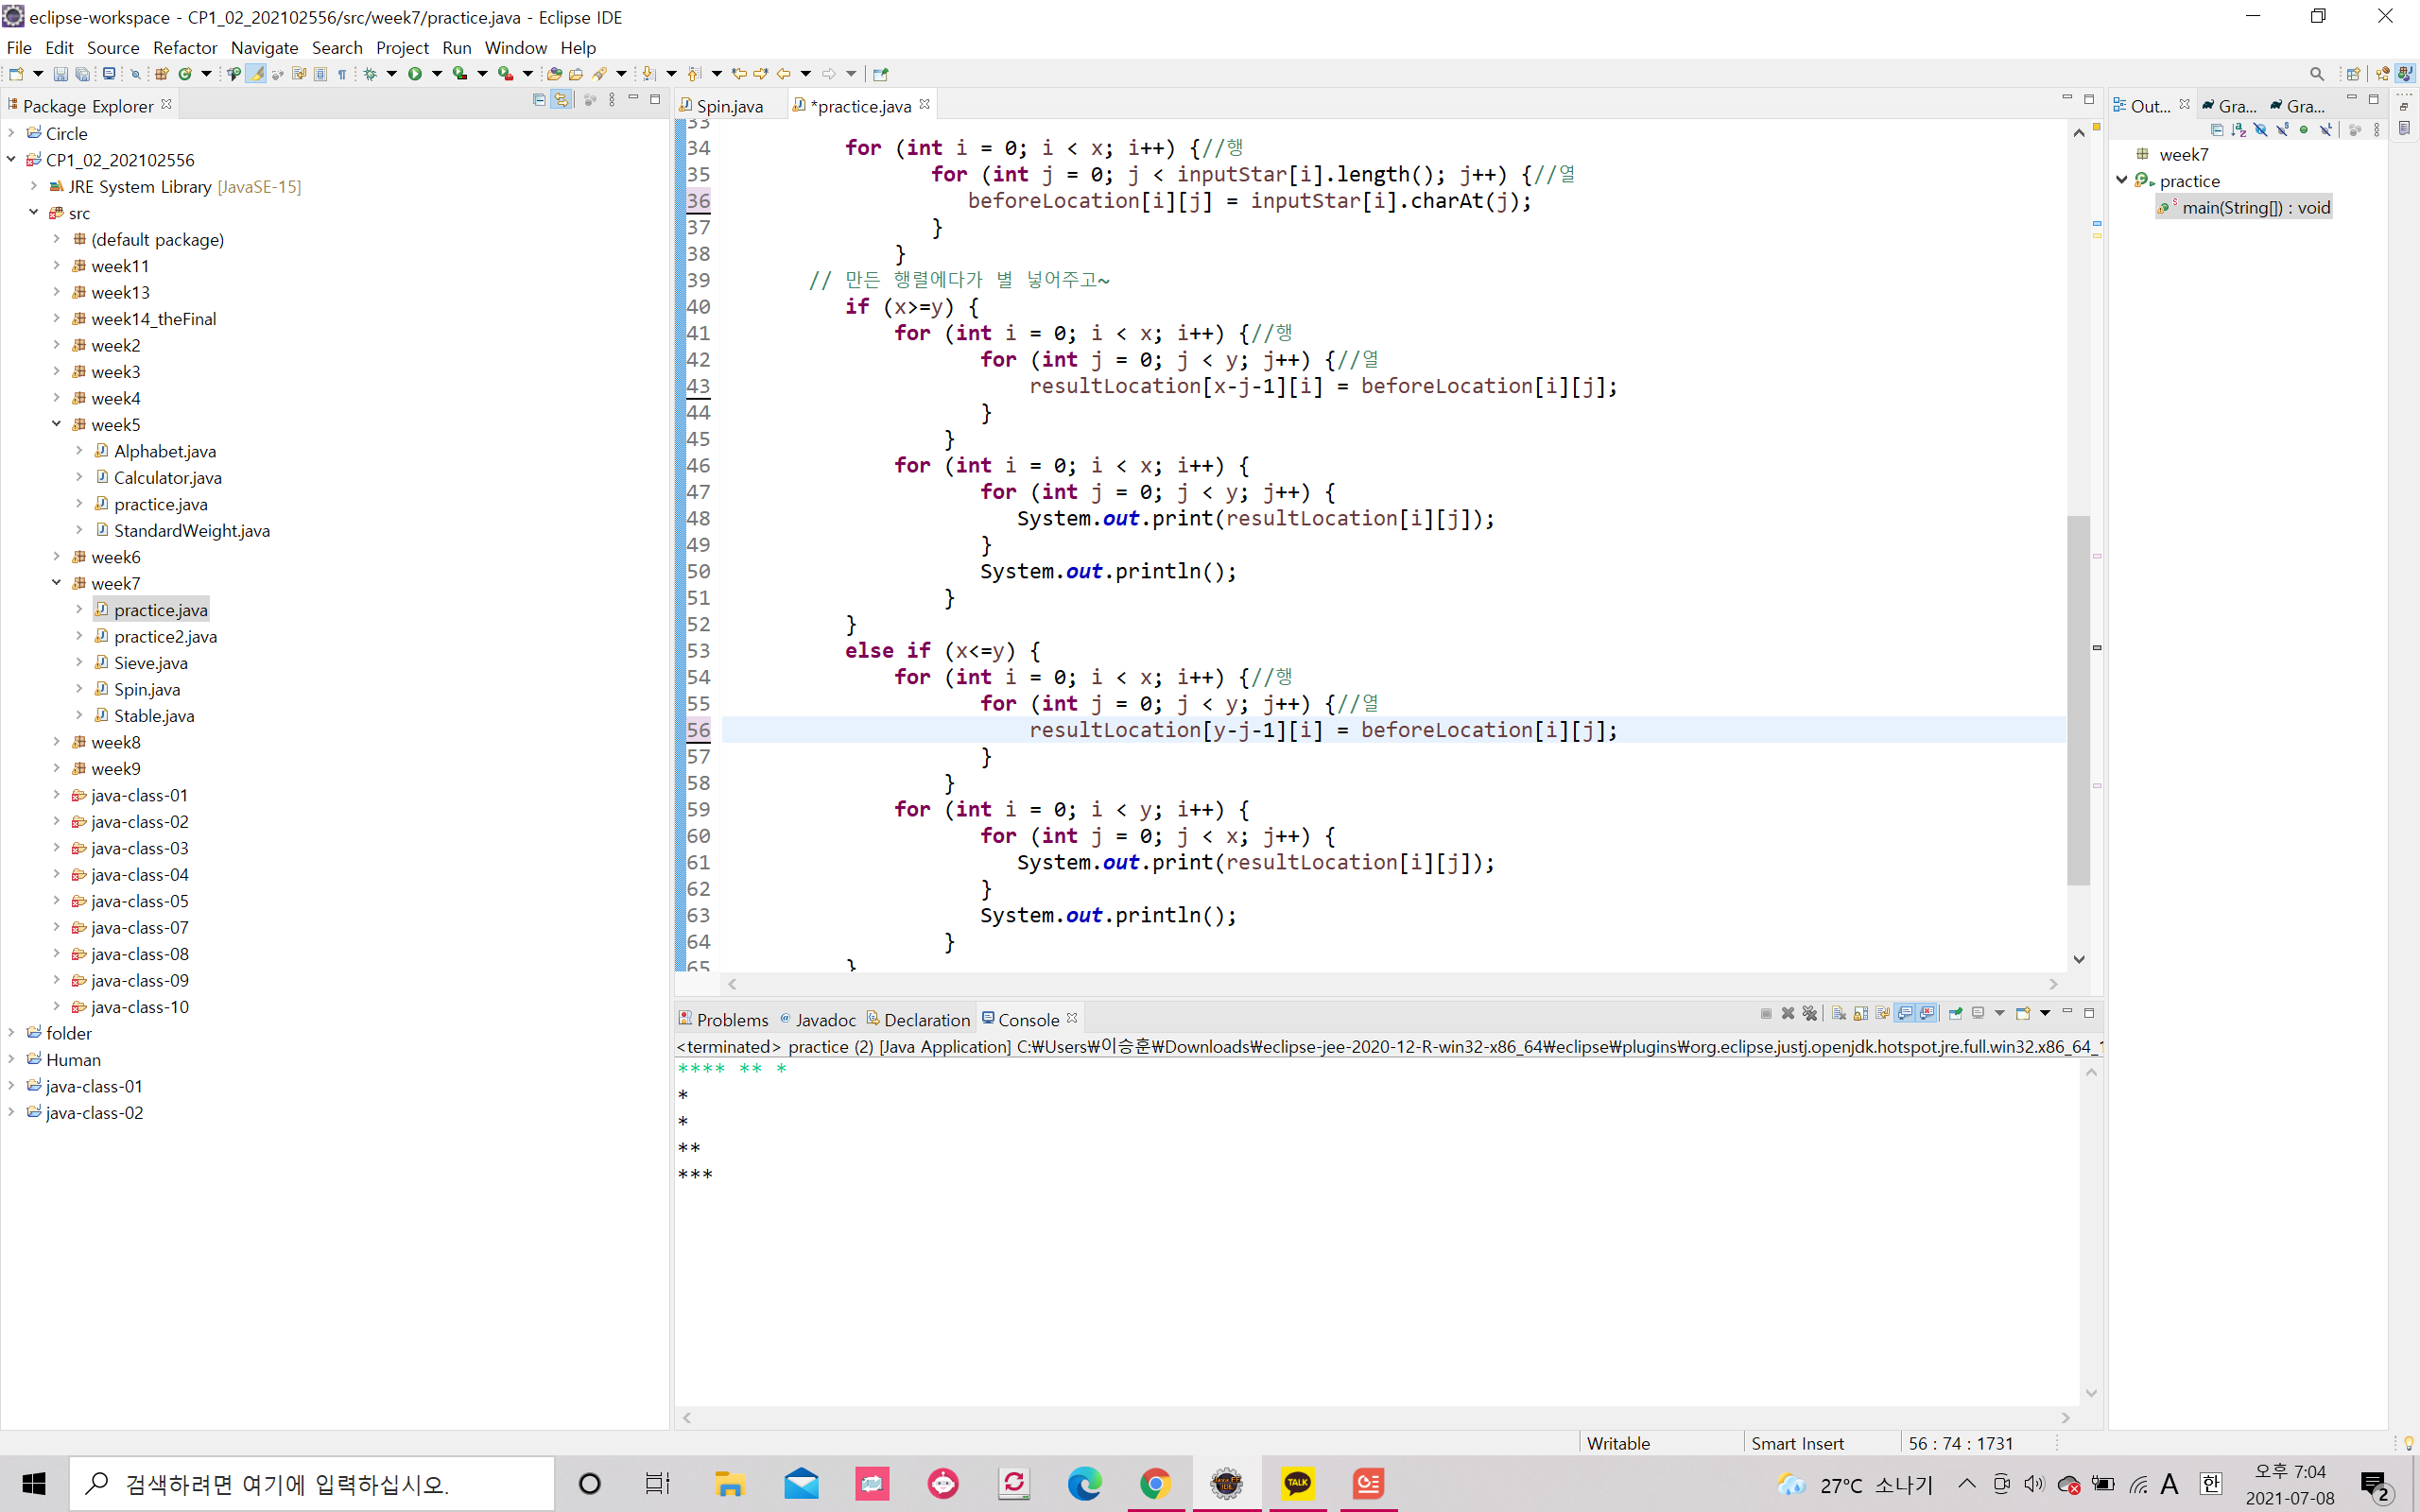 eclipse-workspace - CP1_02_202102556/src/week7/practice.java - Eclipse IDE
File Edit Source Refactor Navigate Search Project Run Window Help
Package Explorer
Circle
CP1_02_202102556
JRE System Library [JavaSE-15]
src
(default package)
week11
week13
week14_theFinal
week2
week3
week4
week5
Alphabet.java
Calculator.java
practice.java
StandardWeight.java
week6
week7
practice.java
practice2.java
Sieve.java
Spin.java
Stable.java
week8
week9
java-class-01
java-class-02
java-class-03
java-class-04
java-class-05
java-class-07
java-class-08
java-class-09
java-class-10
folder
Human
java-class-01
java-class-02
Spin.java *practice.java
33
34 for (int i = 0; i < x; i++) {//행
35 for (int j = 0; j < inputStar[i].length(); j++) {//열
36 beforeLocation[i][j] = inputStar[i].charAt(j);
37 }
38 }
39 // 만든 행렬에다가 별 넣어주고~
40 if (x>=y) {
41 for (int i = 0; i < x; i++) {//행
42 for (int j = 0; j < y; j++) {//열
43 resultLocation[x-j-1][i] = beforeLocation[i][j];
44 }
45 }
46 for (int i = 0; i < x; i++) {
47 for (int j = 0; j < y; j++) {
48 System.out.print(resultLocation[i][j]);
49 }
50 System.out.println();
51 }
52 }
53 else if (x<=y) {
54 for (int i = 0; i < x; i++) {//행
55 for (int j = 0; j < y; j++) {//열
56 resultLocation[y-j-1][i] = beforeLocation[i][j];
57 }
58 }
59 for (int i = 0; i < y; i++) {
60 for (int j = 0; j < x; j++) {
61 System.out.print(resultLocation[i][j]);
62 }
63 System.out.println();
64 }
65 }
Problems @ Javadoc Declaration Console
<terminated> practice (2) [Java Application] C:₩Users₩이승훈₩Downloads₩eclipse-jee-2020-12-R-win32-x86_64₩eclipse₩plugins₩org.eclipse.justj.openjdk.hotspot.jre.full.win32.x86_64_1
**** ** *
*
*
**
***
Out... Gra... Gra...
week7
practice
main(String[]) : void
Writable Smart Insert 56 : 74 : 1731
검색하려면 여기에 입력하십시오.
TALK
27°C 소나기
A 한
오후 7:04
2021-07-08
2